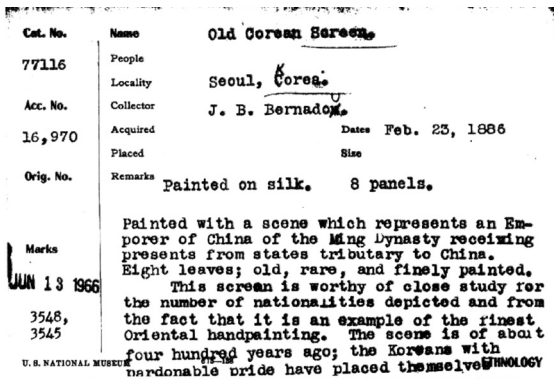 Cat. No. Name Old Corean Screen.
77116 People
Locality Seoul, Korea.
Acc. No. Collector J. B. Bernadou.
16,970 Acquired Dates Feb. 23, 1886
Placed Size
Orig. No. Remarks Painted on silk. 8 panels.
Painted with a scene which represents an Em-
porer of China of the Ming Dynasty receiving
Marks presents from states tributary to China.
Eight leaves; old, rare, and finely painted.
JUN 13 1966 This screan is worthy of close study for
the number of nationalities depicted and from
3548, the fact that it is an example of the finest
3545 Oriental handpainting. The scene is of about
four hundred years ago; the Koreans with
U. S. NATIONAL MUSEUM pardonable pride have placed themselves ETHNOLOGY